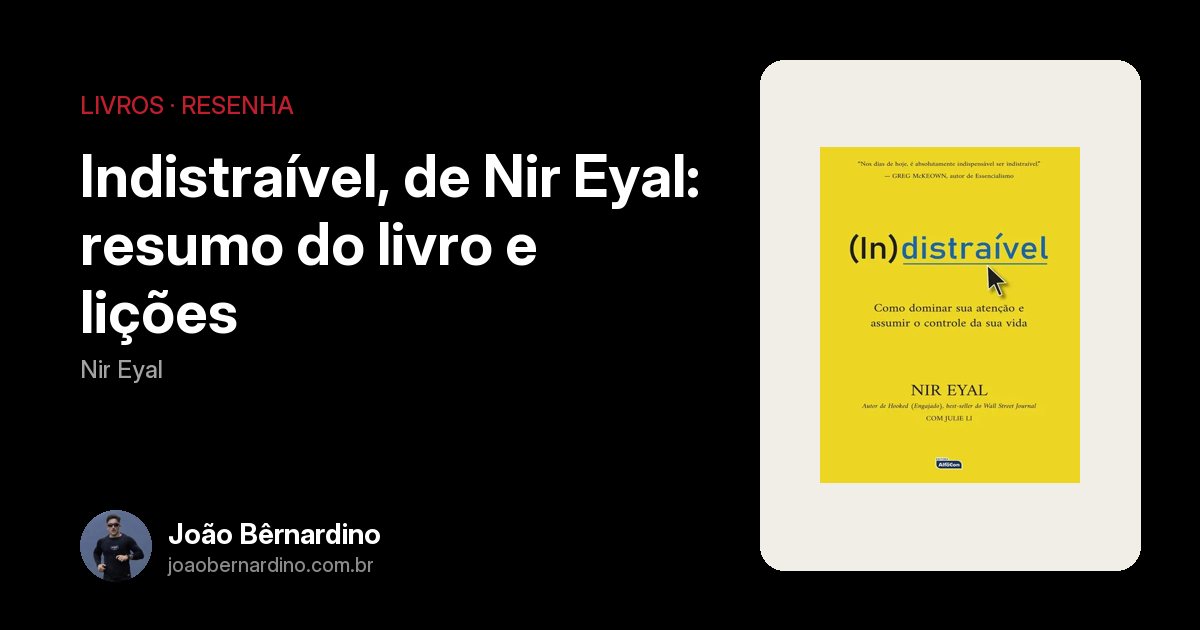 LIVROS · RESENHA
Indistraível, de Nir Eyal:
resumo do livro e
lições
Nir Eyal
João Bêrnardino
joaobernardino.com.br
"Nos dias de hoje, é absolutamente indispensável ser indistraível."
— GREG McKEOWN, autor de Essencialismo
(In)distraível
Como dominar sua atenção e
assumir o controle da sua vida
NIR EYAL
Autor de Hooked (Engajado), best-seller do Wall Street Journal
COM JULIE LI
AlfaCon